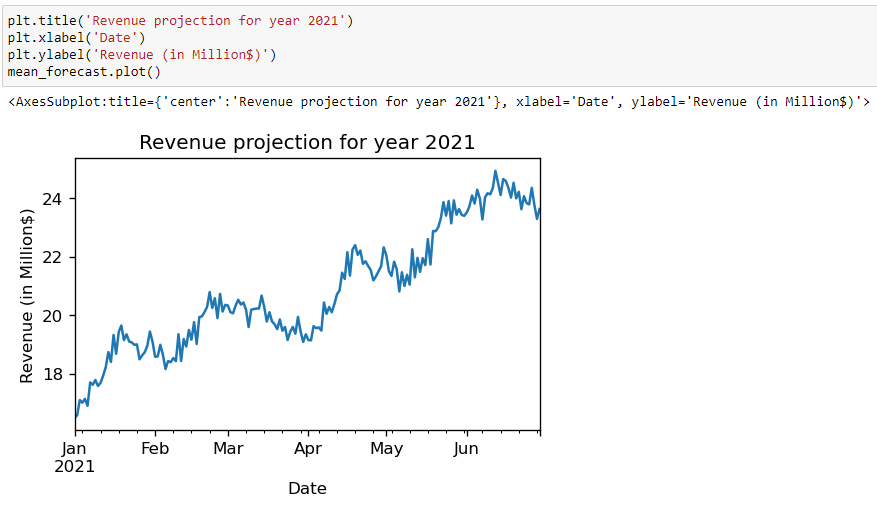 plt.title('Revenue projection for year 2021')
plt.xlabel('Date')
plt.ylabel('Revenue (in Million$)')
mean_forecast.plot()
<AxesSubplot:title={'center':'Revenue projection for year 2021'}, xlabel='Date', ylabel='Revenue (in Million$)'>
Revenue projection for year 2021
Revenue (in Million$)
24
22
20
18
Jan Feb Mar Apr May Jun
2021
Date